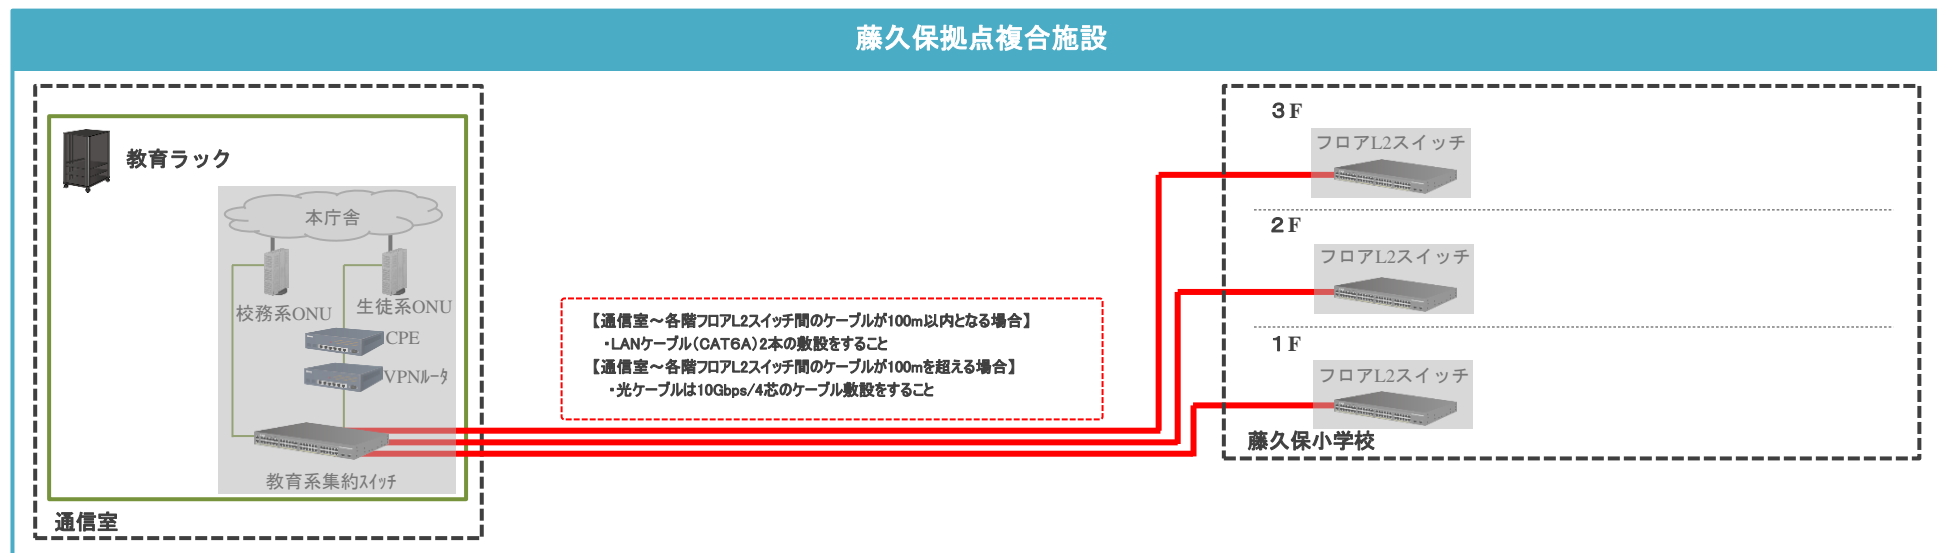 藤久保拠点複合施設
教育ラック
本庁舎
校務系ONU
生徒系ONU
CPE
VPNﾙｰﾀ
教育系集約ｽｲｯﾁ
通信室
【通信室～各階フロアL2スイッチ間のケーブルが100m以内となる場合】
・LANケーブル（CAT6A）2本の敷設をすること
【通信室～各階フロアL2スイッチ間のケーブルが100mを超える場合】
・光ケーブルは10Gbps/4芯のケーブル敷設をすること
３F
フロアL2スイッチ
２F
フロアL2スイッチ
１F
フロアL2スイッチ
藤久保小学校